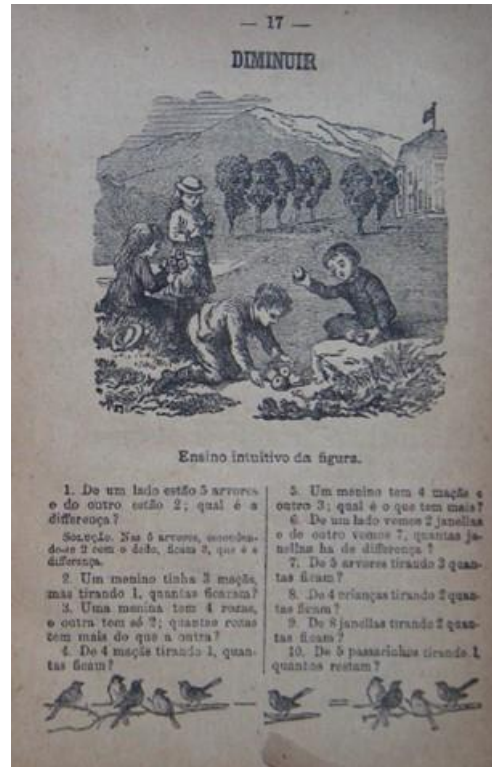 — 17 —
DIMINUIR
Ensino intuitivo da figura.
1. De um lado estão 5 arvores
e do outro estão 2; qual é a
differença?
SOLUÇÃO. Nas 5 arvores, esconden-
do-se 2 com o dedo, ficam 3, que é a
differença.
2. Um menino tinha 3 maçãs,
mas tirando 1, quantas ficaram?
3. Uma menina tem 4 rozas,
e outra tem só 2; quantas rozas
tem mais do que a outra?
4. De 4 maçãs tirando 1, quan-
tas ficam?
5. Um menino tem 4 maçãs e
outro 3; qual é o que tem mais?
6. De um lado vemos 2 janellas
e do outro vemos 7, quantas ja-
nellas ha de differença?
7. De 5 arvores tirando 3 quan-
tas ficam?
8. De 4 crianças tirando 2 quan-
tas ficam?
9. De 8 janellas tirando 2 quan-
tas ficam?
10. De 5 passarinhos tirando 1
quantos restam?
— =